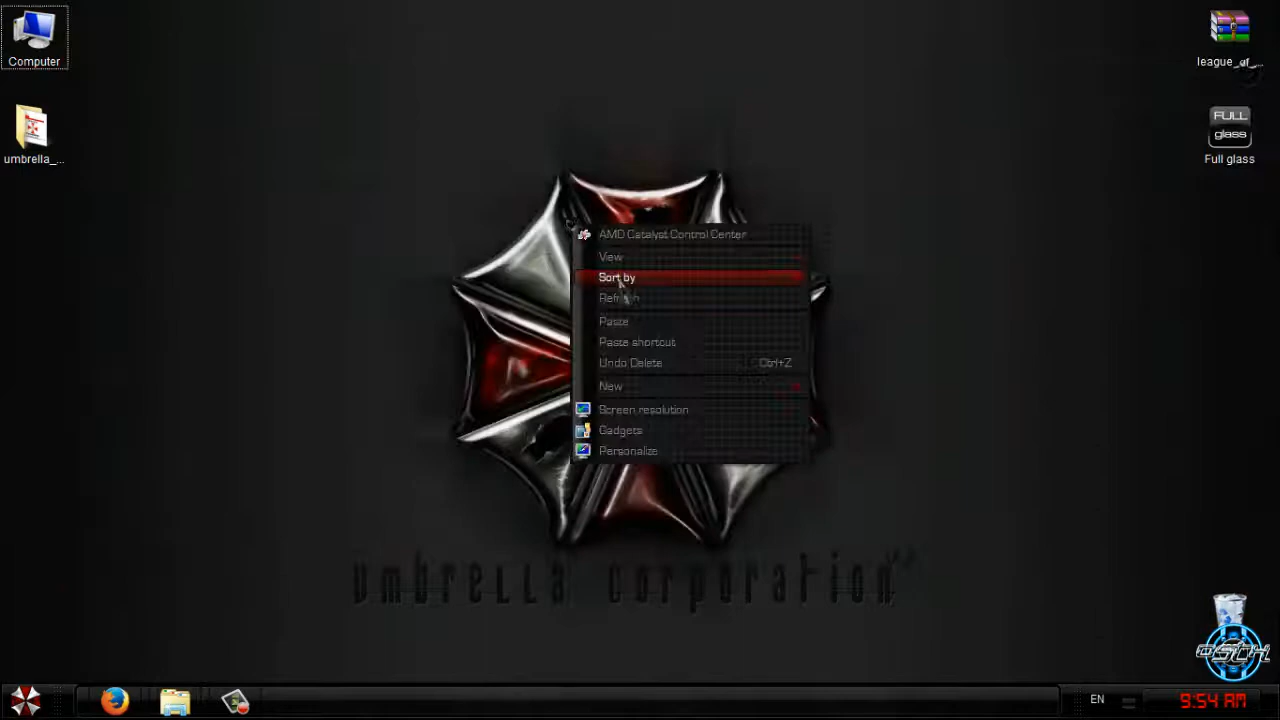 Computer
umbrella_...
league_of_...
FULL
glass
Full glass
AMD Catalyst Control Center
View
Sort by
Refresh
Paste
Paste shortcut
Undo Delete Ctrl+Z
New
Screen resolution
Gadgets
Personalize
umbrella corporation
EN
9:54 AM